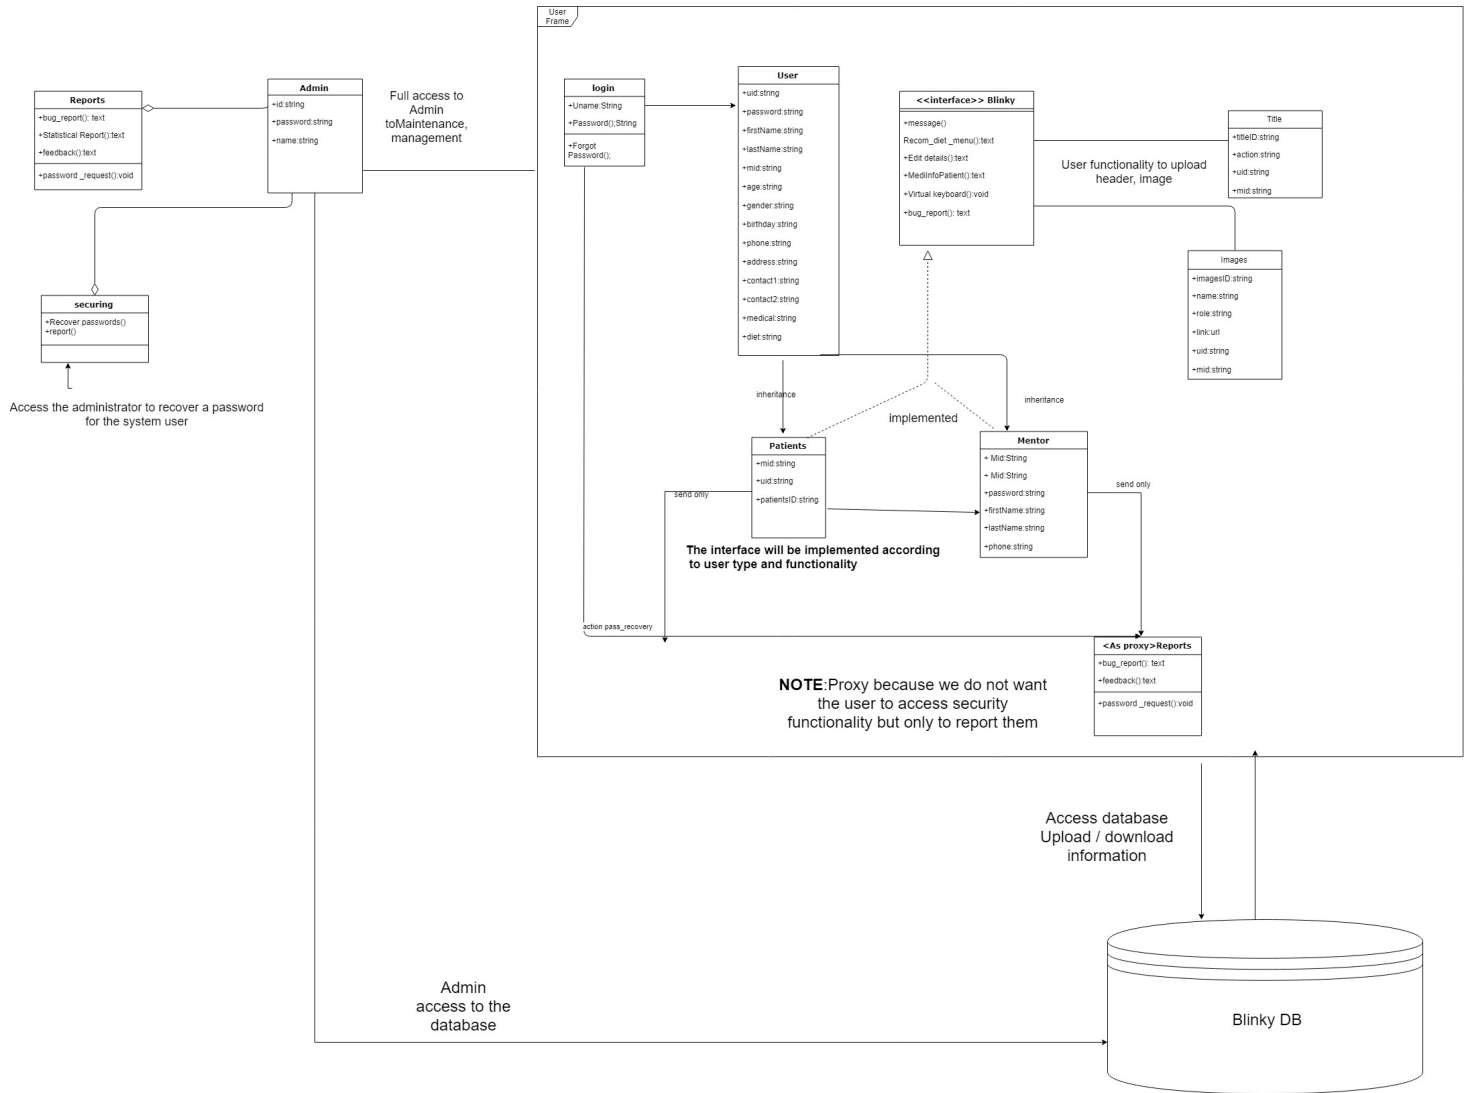 User
Frame
Reports
+bug_report(): text
+Statistical Report():text
+feedback():text
+password _request():void
Admin
+id:string
+password:string
+name:string
Full access to
Admin
toMaintenance,
management
securing
+Recover passwords()
+report()
Access the administrator to recover a password
for the system user
login
+Uname:String
+Password();String
+Forgot
Password();
User
+uid:string
+password:string
+firstName:string
+lastName:string
+mid:string
+age:string
+gender:string
+birthday:string
+phone:string
+address:string
+contact1:string
+contact2:string
+medical:string
+diet:string
<<interface>> Blinky
+message()
Recom_diet _menu():text
+Edit details():text
+MediInfoPatient():text
+Virtual keyboard():void
+bug_report(): text
User functionality to upload
header, image
Title
+titleID:string
+action:string
+uid:string
+mid:string
Images
+imagesID:string
+name:string
+role:string
+link:url
+uid:string
+mid:string
inheritance
implemented
inheritance
Patients
+mid:string
+uid:string
+patientsID:string
send only
Mentor
+ Mid:String
+ Mid:String
+password:string
+firstName:string
+lastName:string
+phone:string
send only
The interface will be implemented according
to user type and functionality
action pass_recovery
<As proxy>Reports
+bug_report(): text
+feedback():text
+password _request():void
NOTE:Proxy because we do not want
the user to access security
functionality but only to report them
Access database
Upload / download
information
Admin
access to the
database
Blinky DB